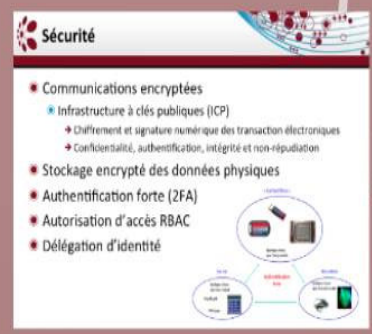 Sécurité
Communications encryptées
Infrastructure à clés publiques (ICP)
Chiffrement et signature numérique des transaction électroniques
Confidentialité, authentification, intégrité et non-répudiation
Stockage encrypté des données physiques
Authentification forte (2FA)
Autorisation d'accès RBAC
Délégation d'identité